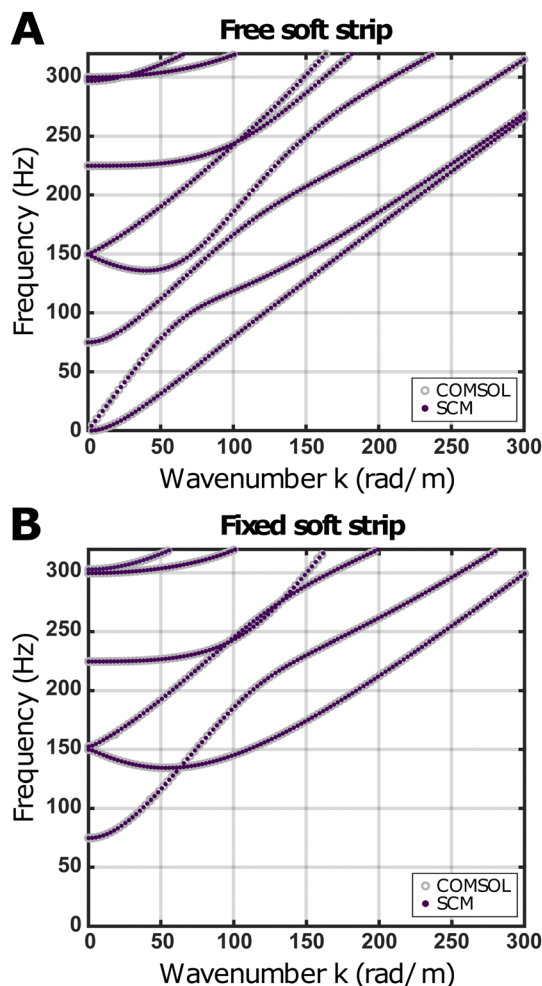 A
Free soft strip
300
250
200
150
100
50
0
Frequency (Hz)
COMSOL
SCM
0 50 100 150 200 250 300
Wavenumber k (rad/ m)
B
Fixed soft strip
300
250
200
150
100
50
0
Frequency (Hz)
COMSOL
SCM
0 50 100 150 200 250 300
Wavenumber k (rad/ m)